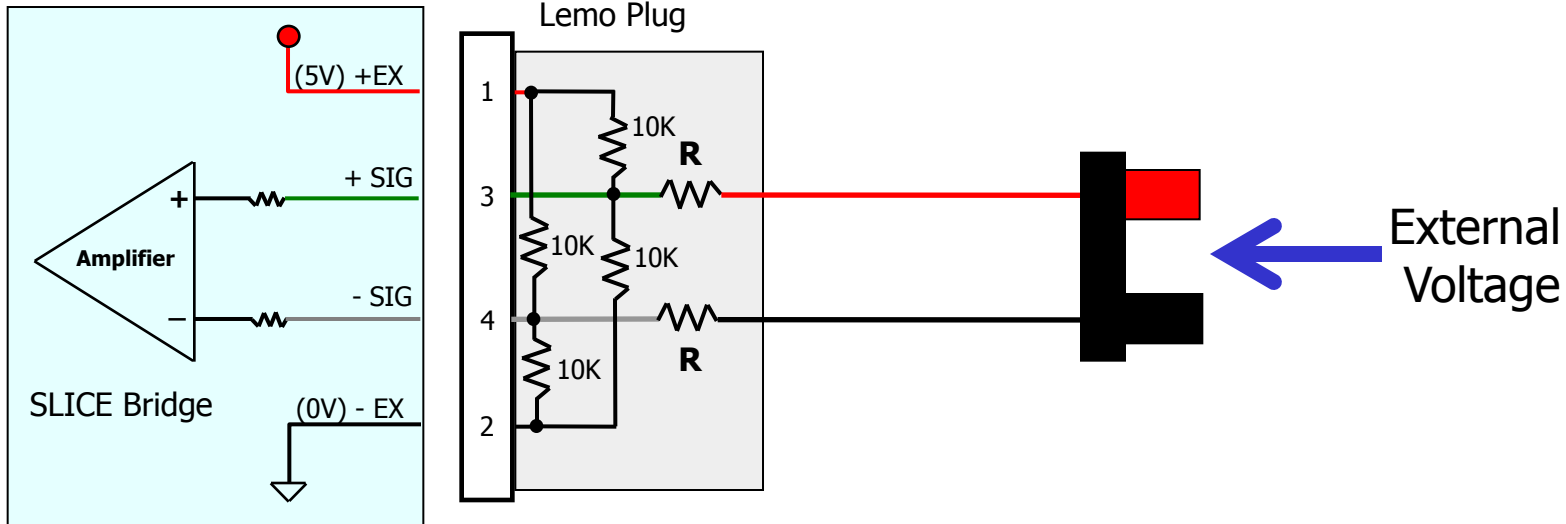 Lemo Plug
(5V) +EX
1
10K
R
+ SIG
3
+
Amplifier
10K
10K
External
Voltage
- SIG
4
–
R
10K
SLICE Bridge
(0V) - EX
2